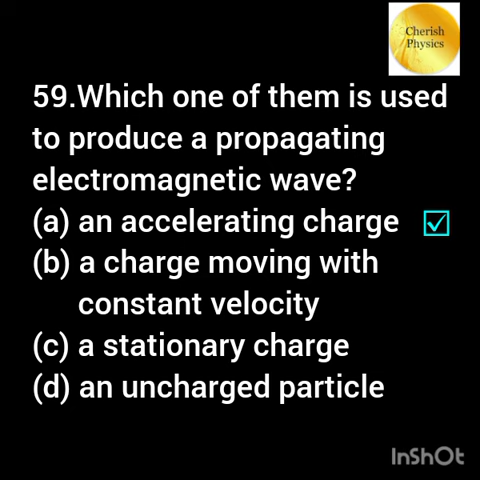 Cherish
Physics
59.Which one of them is used
to produce a propagating
electromagnetic wave?
(a) an accelerating charge ☑
(b) a charge moving with
constant velocity
(c) a stationary charge
(d) an uncharged particle
InShOt